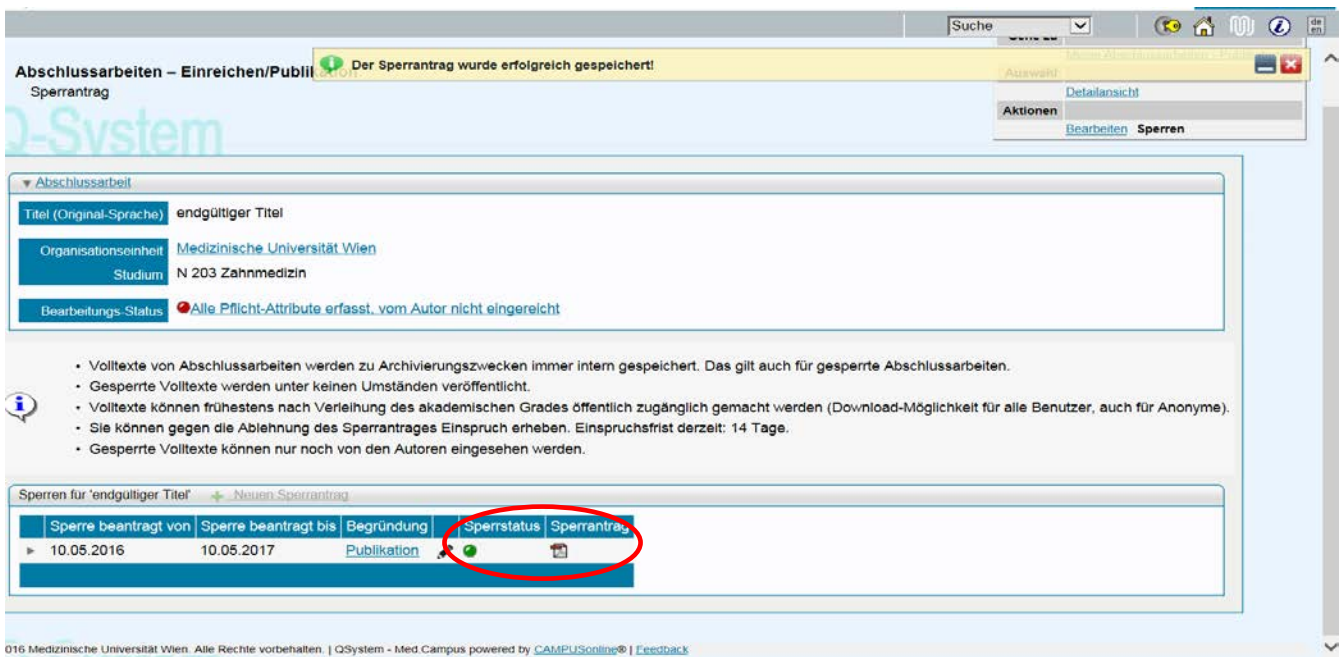 Suche
de
en
Gehe zu
Der Sperrantrag wurde erfolgreich gespeichert!
Abschlussarbeiten – Einreichen/Publikation
Auswahl
Sperrantrag
Detailansicht
Aktionen
Bearbeiten Sperren
Q-System
Abschlussarbeit
Titel (Original-Sprache) endgültiger Titel
Organisationseinheit Medizinische Universität Wien
Studium N 203 Zahnmedizin
Bearbeitungs-Status Alle Pflicht-Attribute erfasst, vom Autor nicht eingereicht
• Volltexte von Abschlussarbeiten werden zu Archivierungszwecken immer intern gespeichert. Das gilt auch für gesperrte Abschlussarbeiten.
• Gesperrte Volltexte werden unter keinen Umständen veröffentlicht.
• Volltexte können frühestens nach Verleihung des akademischen Grades öffentlich zugänglich gemacht werden (Download-Möglichkeit für alle Benutzer, auch für Anonyme).
• Sie können gegen die Ablehnung des Sperrantrages Einspruch erheben. Einspruchsfrist derzeit: 14 Tage.
• Gesperrte Volltexte können nur noch von den Autoren eingesehen werden.
Sperren für 'endgültiger Titel' Neuen Sperrantrag
Sperre beantragt von Sperre beantragt bis Begründung Sperrstatus Sperrantrag
10.05.2016 10.05.2017 Publikation
016 Medizinische Universität Wien. Alle Rechte vorbehalten. | QSystem - Med.Campus powered by CAMPUSonline® | Feedback